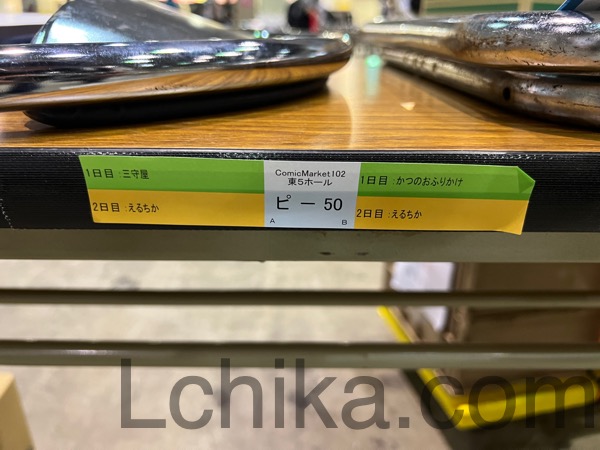 1日目：三守屋
2日目：えるちか
ComicMarket102
東5ホール
ピ － 50
A B
1日目：かつのおふりかけ
2日目：えるちか
Lchika.com